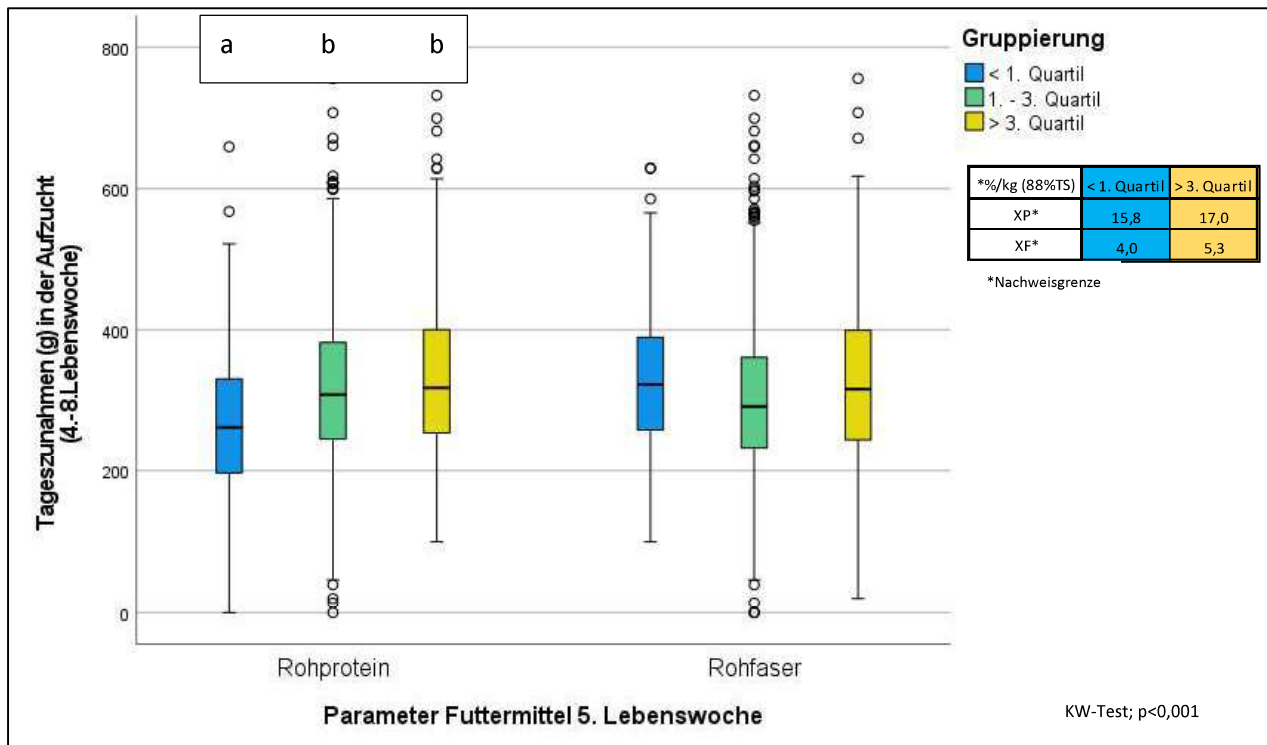 a b b
800
600
400
200
0
Tageszunahmen (g) in der Aufzucht
(4.-8.Lebenswoche)
Rohprotein Rohfaser
Parameter Futtermittel 5. Lebenswoche
Gruppierung
< 1. Quartil
1. - 3. Quartil
> 3. Quartil
*%/kg (88%TS) < 1. Quartil > 3. Quartil
XP* 15,8 17,0
XF* 4,0 5,3
*Nachweisgrenze
KW-Test; p<0,001